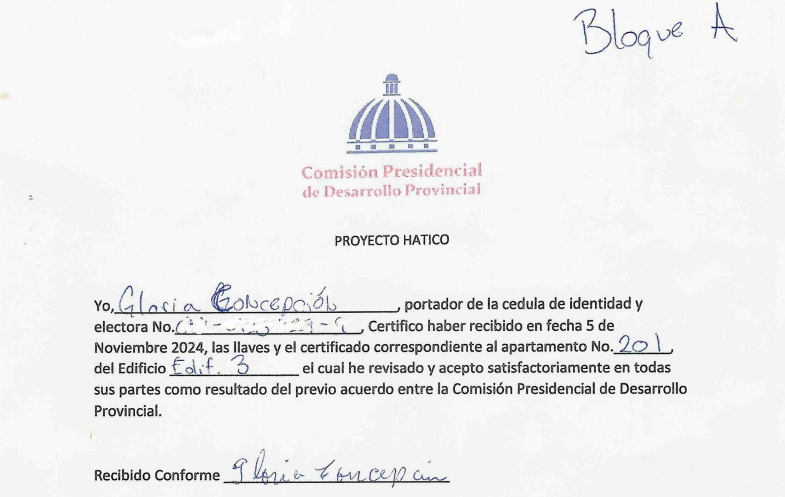 Bloque A
Comisión Presidencial
de Desarrollo Provincial
PROYECTO HATICO
Yo, Gloria Concepción, portador de la cedula de identidad y
electora No. , Certifico haber recibido en fecha 5 de
Noviembre 2024, las llaves y el certificado correspondiente al apartamento No. 201,
del Edificio Edif. 3 el cual he revisado y acepto satisfactoriamente en todas
sus partes como resultado del previo acuerdo entre la Comisión Presidencial de Desarrollo
Provincial.
Recibido Conforme Gloria Concepción